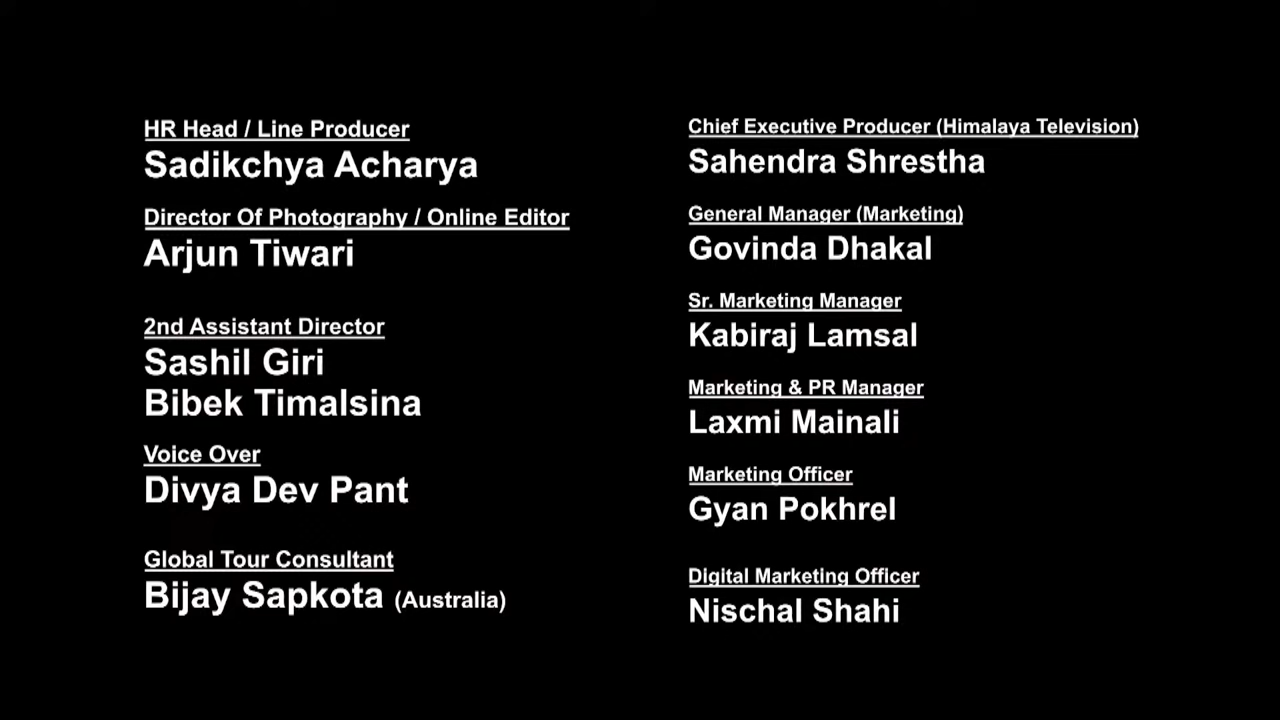 HR Head / Line Producer
Sadikchya Acharya
Director Of Photography / Online Editor
Arjun Tiwari
2nd Assistant Director
Sashil Giri
Bibek Timalsina
Voice Over
Divya Dev Pant
Global Tour Consultant
Bijay Sapkota (Australia)
Chief Executive Producer (Himalaya Television)
Sahendra Shrestha
General Manager (Marketing)
Govinda Dhakal
Sr. Marketing Manager
Kabiraj Lamsal
Marketing & PR Manager
Laxmi Mainali
Marketing Officer
Gyan Pokhrel
Digital Marketing Officer
Nischal Shahi